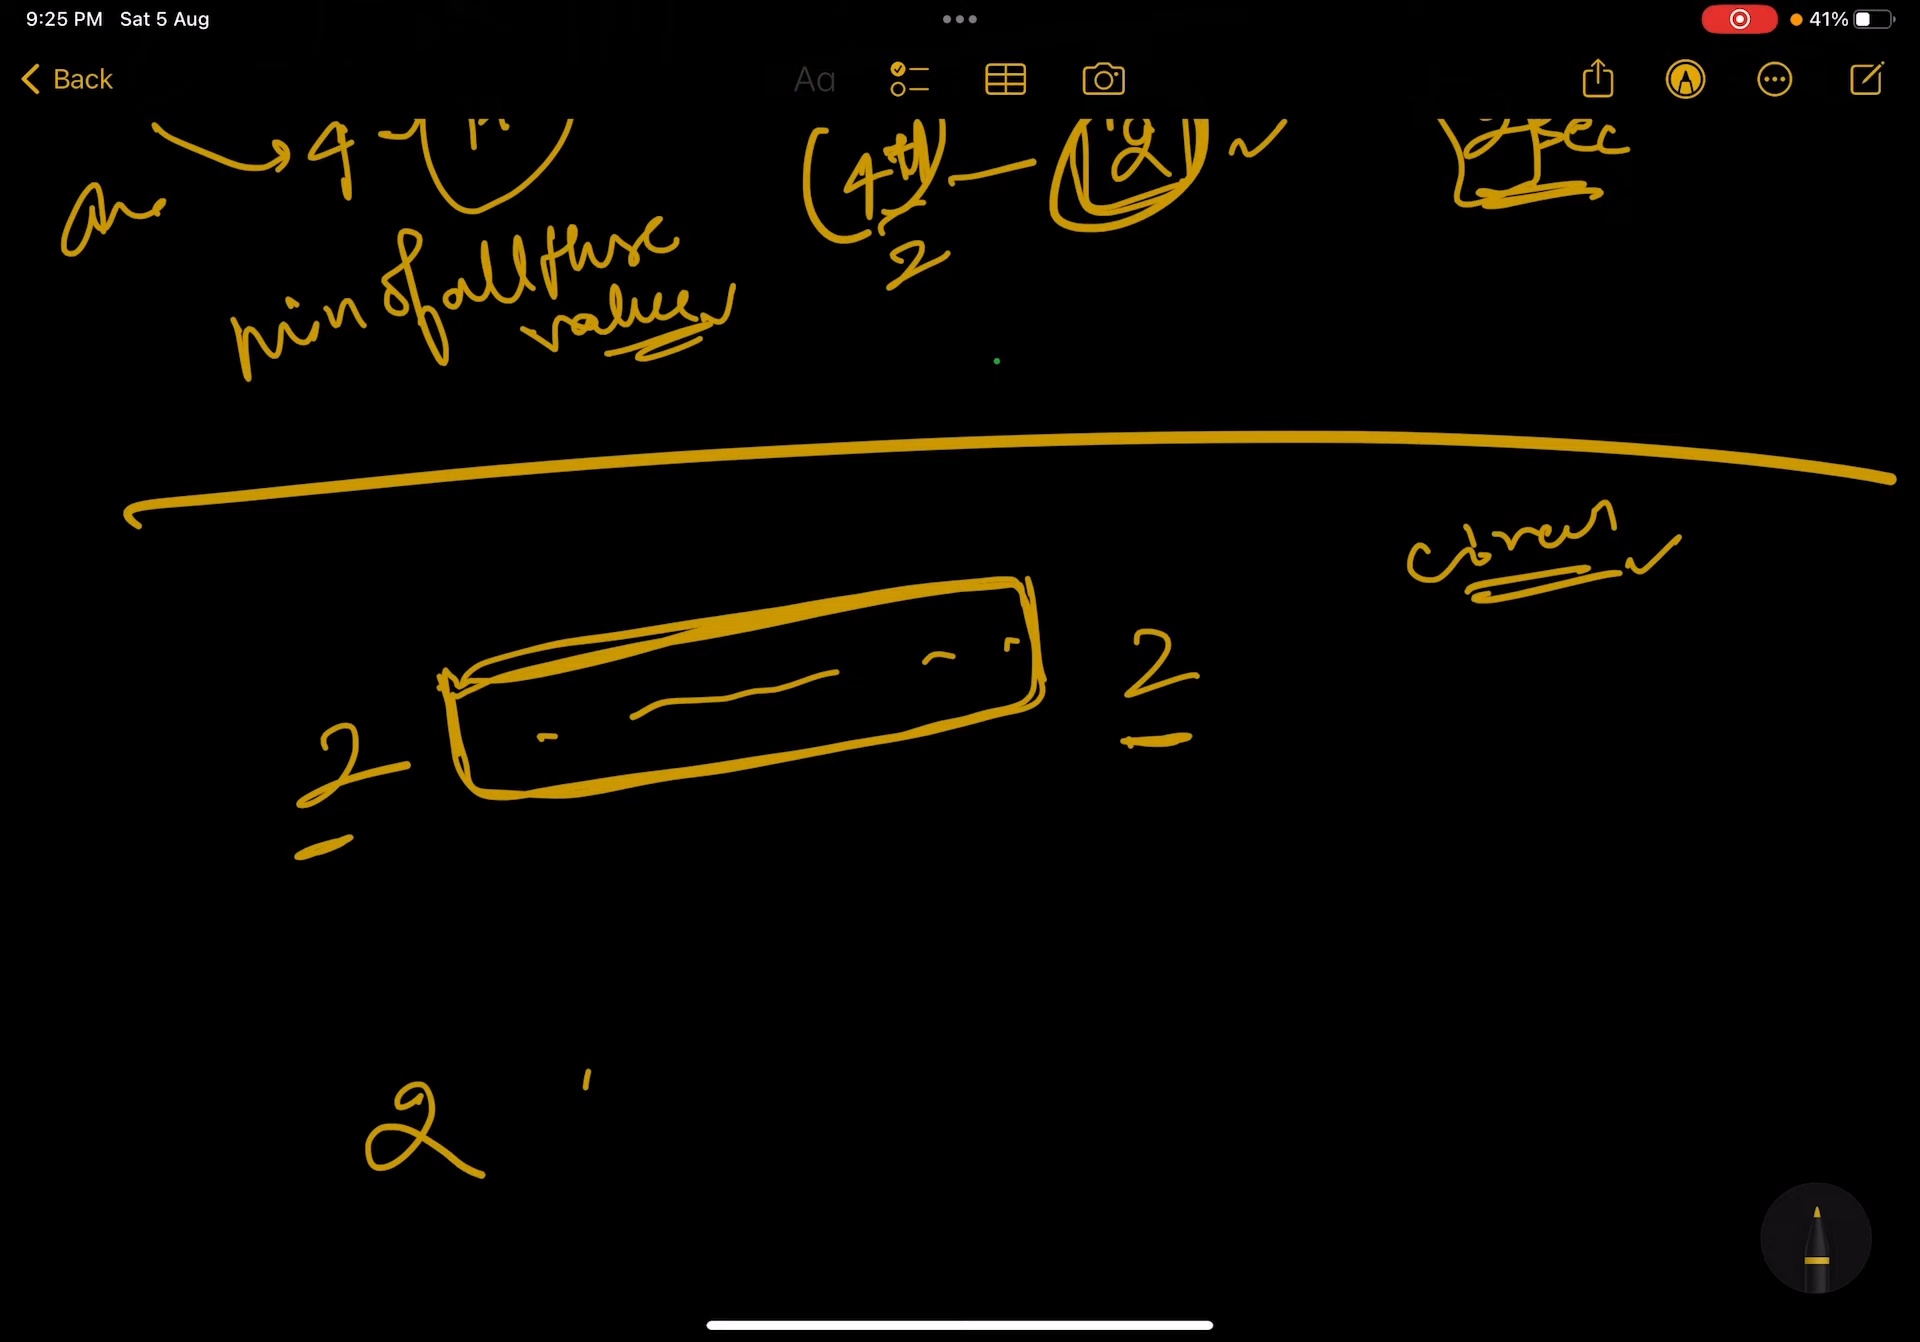 9:25 PM Sat 5 Aug
41%
Back
Aa
4
(4th) — 2
sec
2
min of all these
values
2
2
2